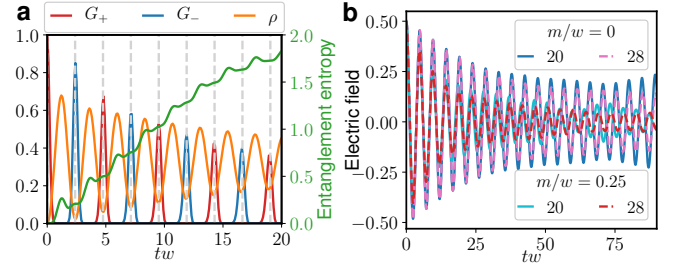 a
G₊ G₋ ρ
1.0
0.8
0.6
0.4
0.2
0.0
0 5 10 15 20
tw
2.0
1.5
1.0
0.5
0.0
Entanglement entropy
b
Electric field
0.50
0.25
0.00
−0.25
−0.50
0 25 50 75
tw
m/w = 0
20 28
m/w = 0.25
20 28